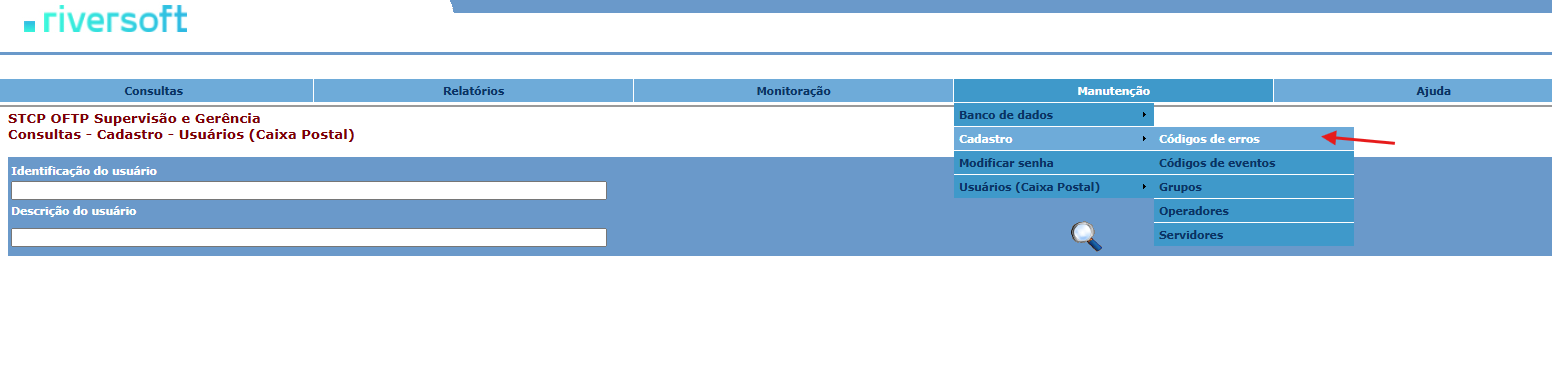 riversoft
Consultas Relatórios Monitoração Manutenção Ajuda
STCP OFTP Supervisão e Gerência
Consultas - Cadastro - Usuários (Caixa Postal)
Identificação do usuário
Descrição do usuário
Banco de dados
Cadastro
Modificar senha
Usuários (Caixa Postal)
Códigos de erros
Códigos de eventos
Grupos
Operadores
Servidores